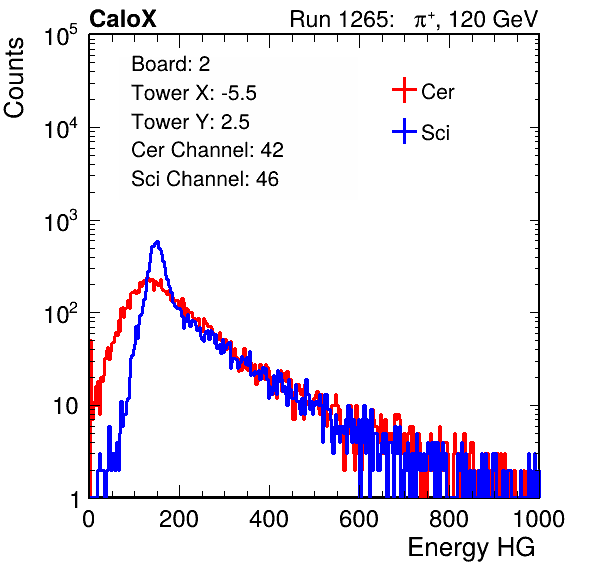 CaloX Run 1265: π⁺, 120 GeV
Counts
10⁵
10⁴
10³
10²
10
1
Board: 2
Tower X: -5.5
Tower Y: 2.5
Cer Channel: 42
Sci Channel: 46
Cer
Sci
0 200 400 600 800 1000
Energy HG